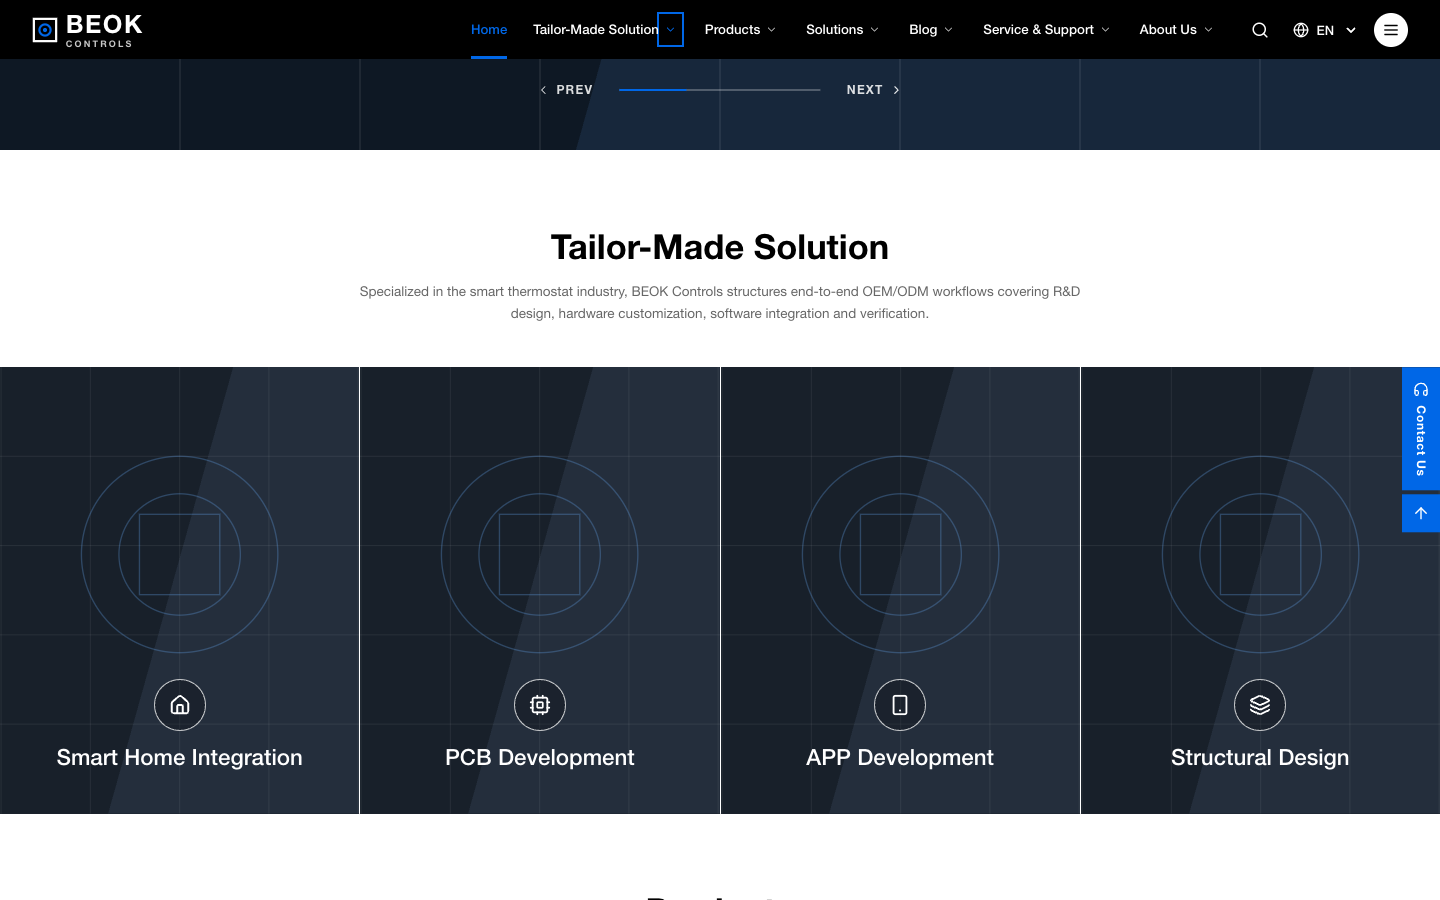 BEOK
CONTROLS
Home
Tailor-Made Solution
Products
Solutions
Blog
Service & Support
About Us
EN
PREV
NEXT
Tailor-Made Solution
Specialized in the smart thermostat industry, BEOK Controls structures end-to-end OEM/ODM workflows covering R&D
design, hardware customization, software integration and verification.
Contact Us
Smart Home Integration
PCB Development
APP Development
Structural Design